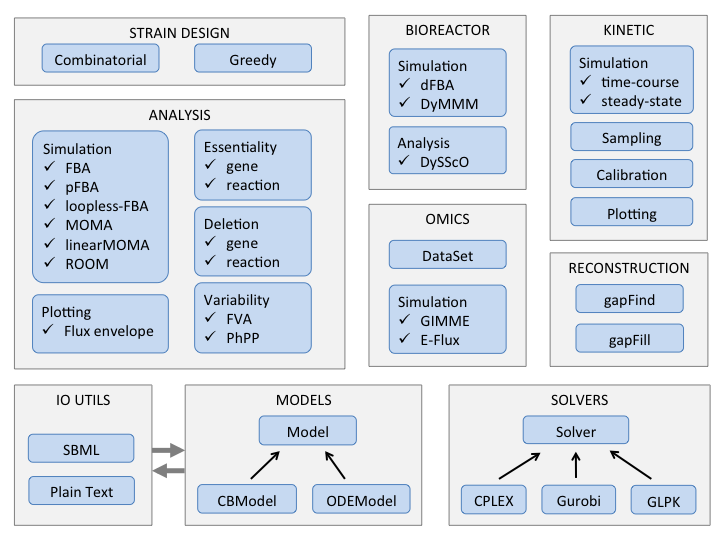 STRAIN DESIGN
Combinatorial
Greedy
ANALYSIS
Simulation
✓ FBA
✓ pFBA
✓ loopless-FBA
✓ MOMA
✓ linearMOMA
✓ ROOM
Plotting
✓ Flux envelope
Essentiality
✓ gene
✓ reaction
Deletion
✓ gene
✓ reaction
Variability
✓ FVA
✓ PhPP
BIOREACTOR
Simulation
✓ dFBA
✓ DyMMM
Analysis
✓ DySScO
OMICS
DataSet
Simulation
✓ GIMME
✓ E-Flux
KINETIC
Simulation
✓ time-course
✓ steady-state
Sampling
Calibration
Plotting
RECONSTRUCTION
gapFind
gapFill
IO UTILS
SBML
Plain Text
MODELS
Model
CBModel
ODEModel
SOLVERS
Solver
CPLEX
Gurobi
GLPK